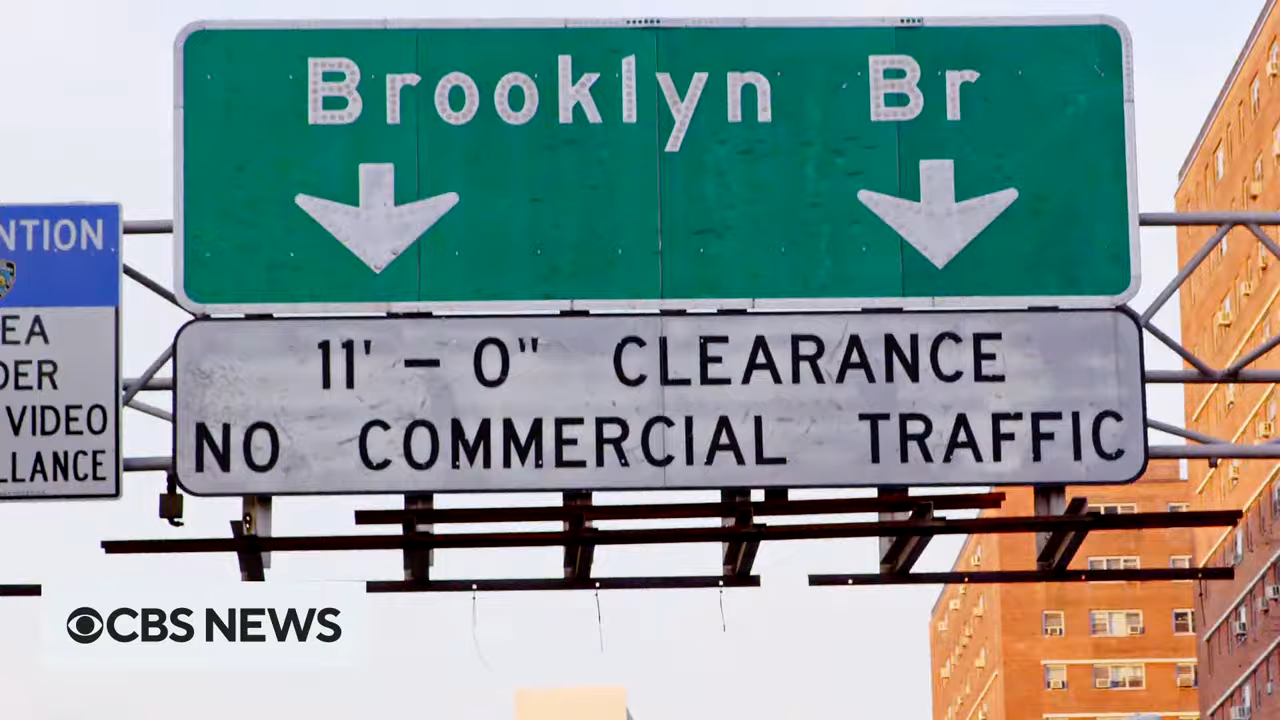 Brooklyn Br
11' - 0" CLEARANCE
NO COMMERCIAL TRAFFIC
NTION
EA
DER
VIDEO
LLANCE
CBS NEWS